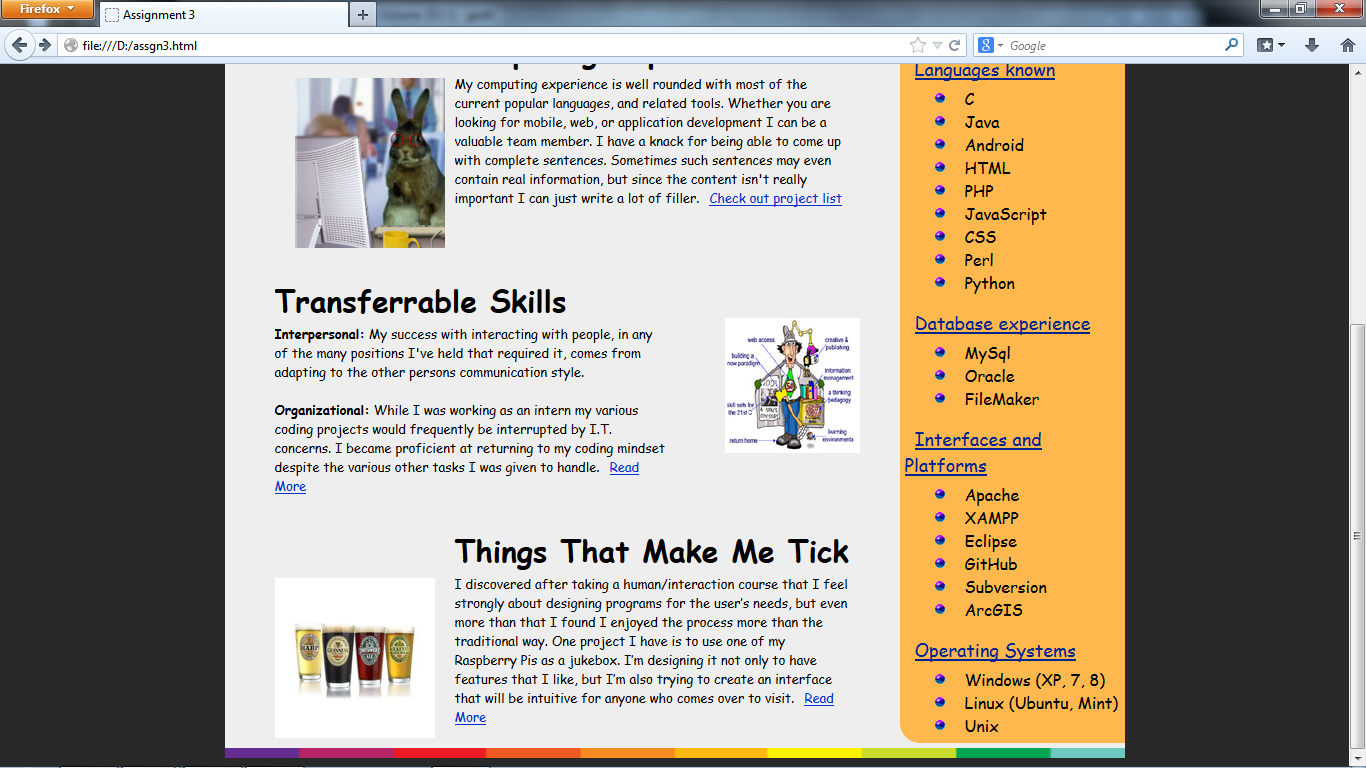 Firefox
Assignment 3
file:///D:/assgn3.html
Google
My computing experience is well rounded with most of the
current popular languages, and related tools. Whether you are
looking for mobile, web, or application development I can be a
valuable team member. I have a knack for being able to come up
with complete sentences. Sometimes such sentences may even
contain real information, but since the content isn't really
important I can just write a lot of filler. Check out project list
Transferrable Skills
Interpersonal: My success with interacting with people, in any
of the many positions I've held that required it, comes from
adapting to the other persons communication style.
Organizational: While I was working as an intern my various
coding projects would frequently be interrupted by I.T.
concerns. I became proficient at returning to my coding mindset
despite the various other tasks I was given to handle. Read
More
web access
creative &
publishing
building a
new paradigm
information
management
a thinking
pedagogy
skill sets for
the 21st C
learning
environments
return home
Things That Make Me Tick
I discovered after taking a human/interaction course that I feel
strongly about designing programs for the user's needs, but even
more than that I found I enjoyed the process more than the
traditional way. One project I have is to use one of my
Raspberry Pis as a jukebox. I'm designing it not only to have
features that I like, but I'm also trying to create an interface
that will be intuitive for anyone who comes over to visit. Read
More
HARP
GUINNESS
Languages known
C
Java
Android
HTML
PHP
JavaScript
CSS
Perl
Python
Database experience
MySql
Oracle
FileMaker
Interfaces and
Platforms
Apache
XAMPP
Eclipse
GitHub
Subversion
ArcGIS
Operating Systems
Windows (XP, 7, 8)
Linux (Ubuntu, Mint)
Unix